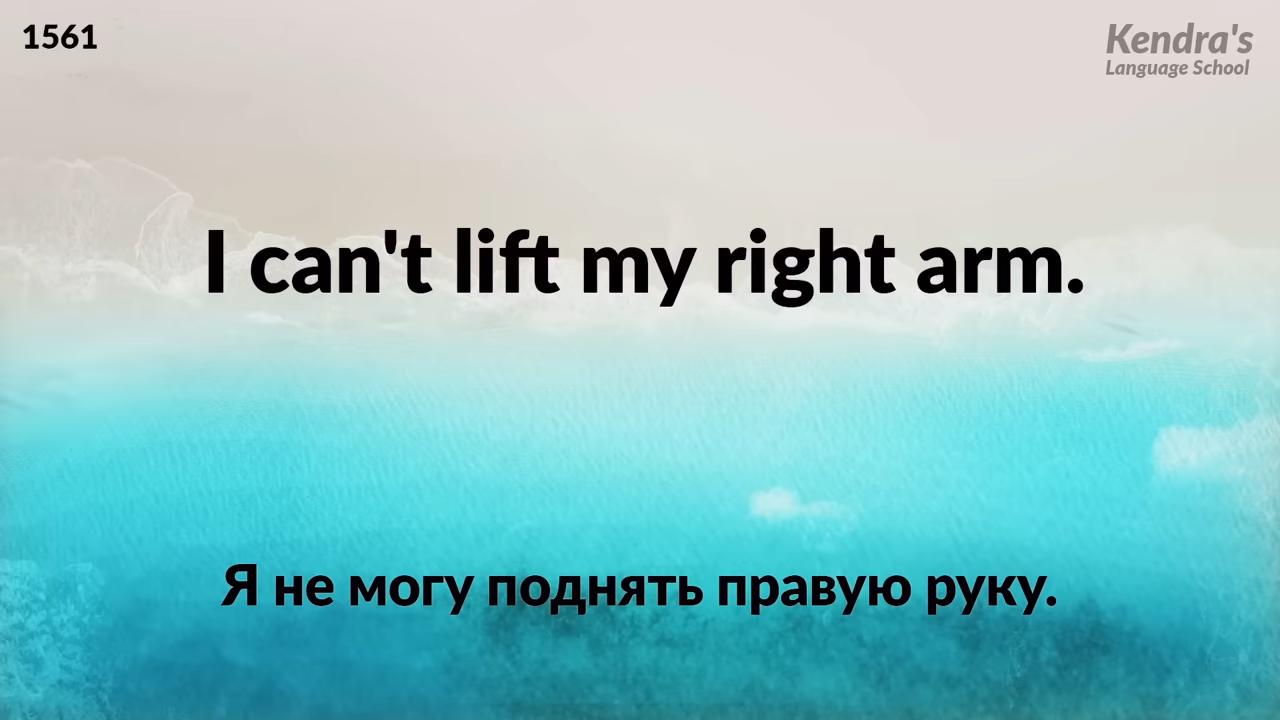 1561
Kendra's
Language School
I can't lift my right arm.
Я не могу поднять правую руку.